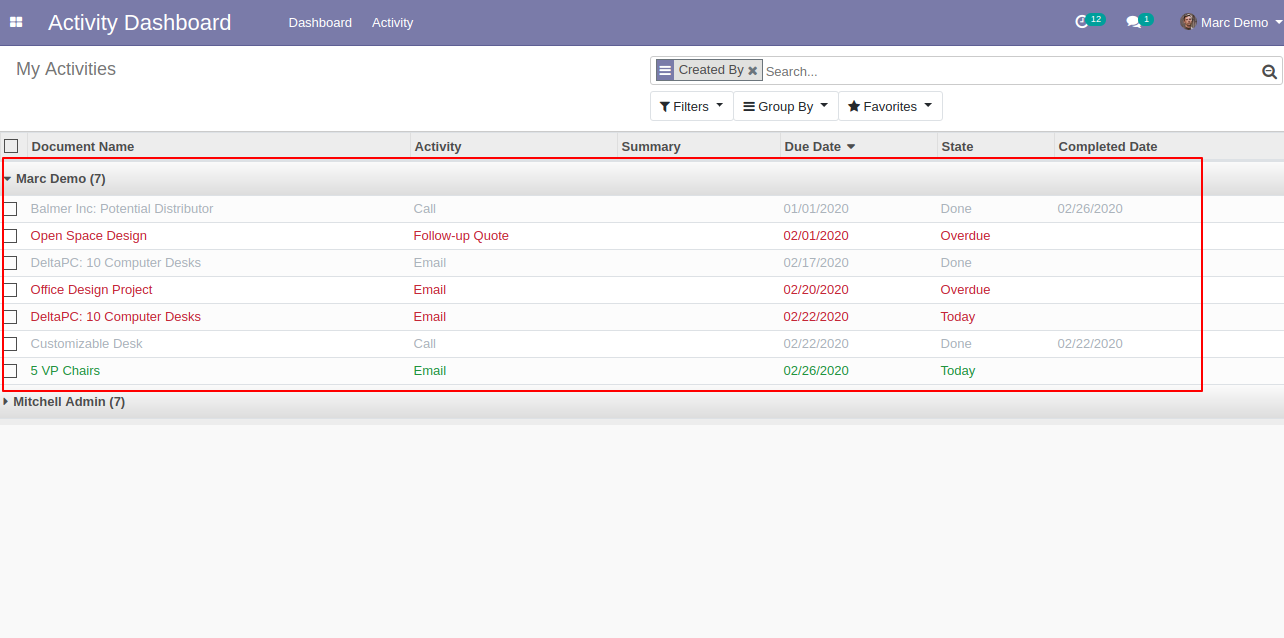 Activity Dashboard Dashboard Activity 12 1 Marc Demo
My Activities
Created By Search...
Filters Group By Favorites
Document Name Activity Summary Due Date State Completed Date
Marc Demo (7)
Balmer Inc: Potential Distributor Call 01/01/2020 Done 02/26/2020
Open Space Design Follow-up Quote 02/01/2020 Overdue
DeltaPC: 10 Computer Desks Email 02/17/2020 Done
Office Design Project Email 02/20/2020 Overdue
DeltaPC: 10 Computer Desks Email 02/22/2020 Today
Customizable Desk Call 02/22/2020 Done 02/22/2020
5 VP Chairs Email 02/26/2020 Today
Mitchell Admin (7)